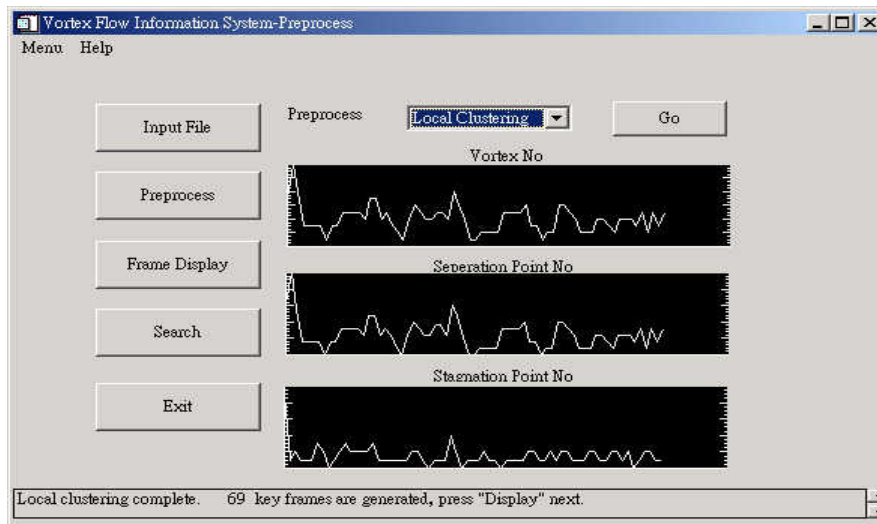 Vortex Flow Information System-Preprocess
Menu Help
Input File
Preprocess
Frame Display
Search
Exit
Preprocess Local Clustering Go
Vortex No
Seperation Point No
Stagnation Point No
Local clustering complete. 69 key frames are generated, press "Display" next.